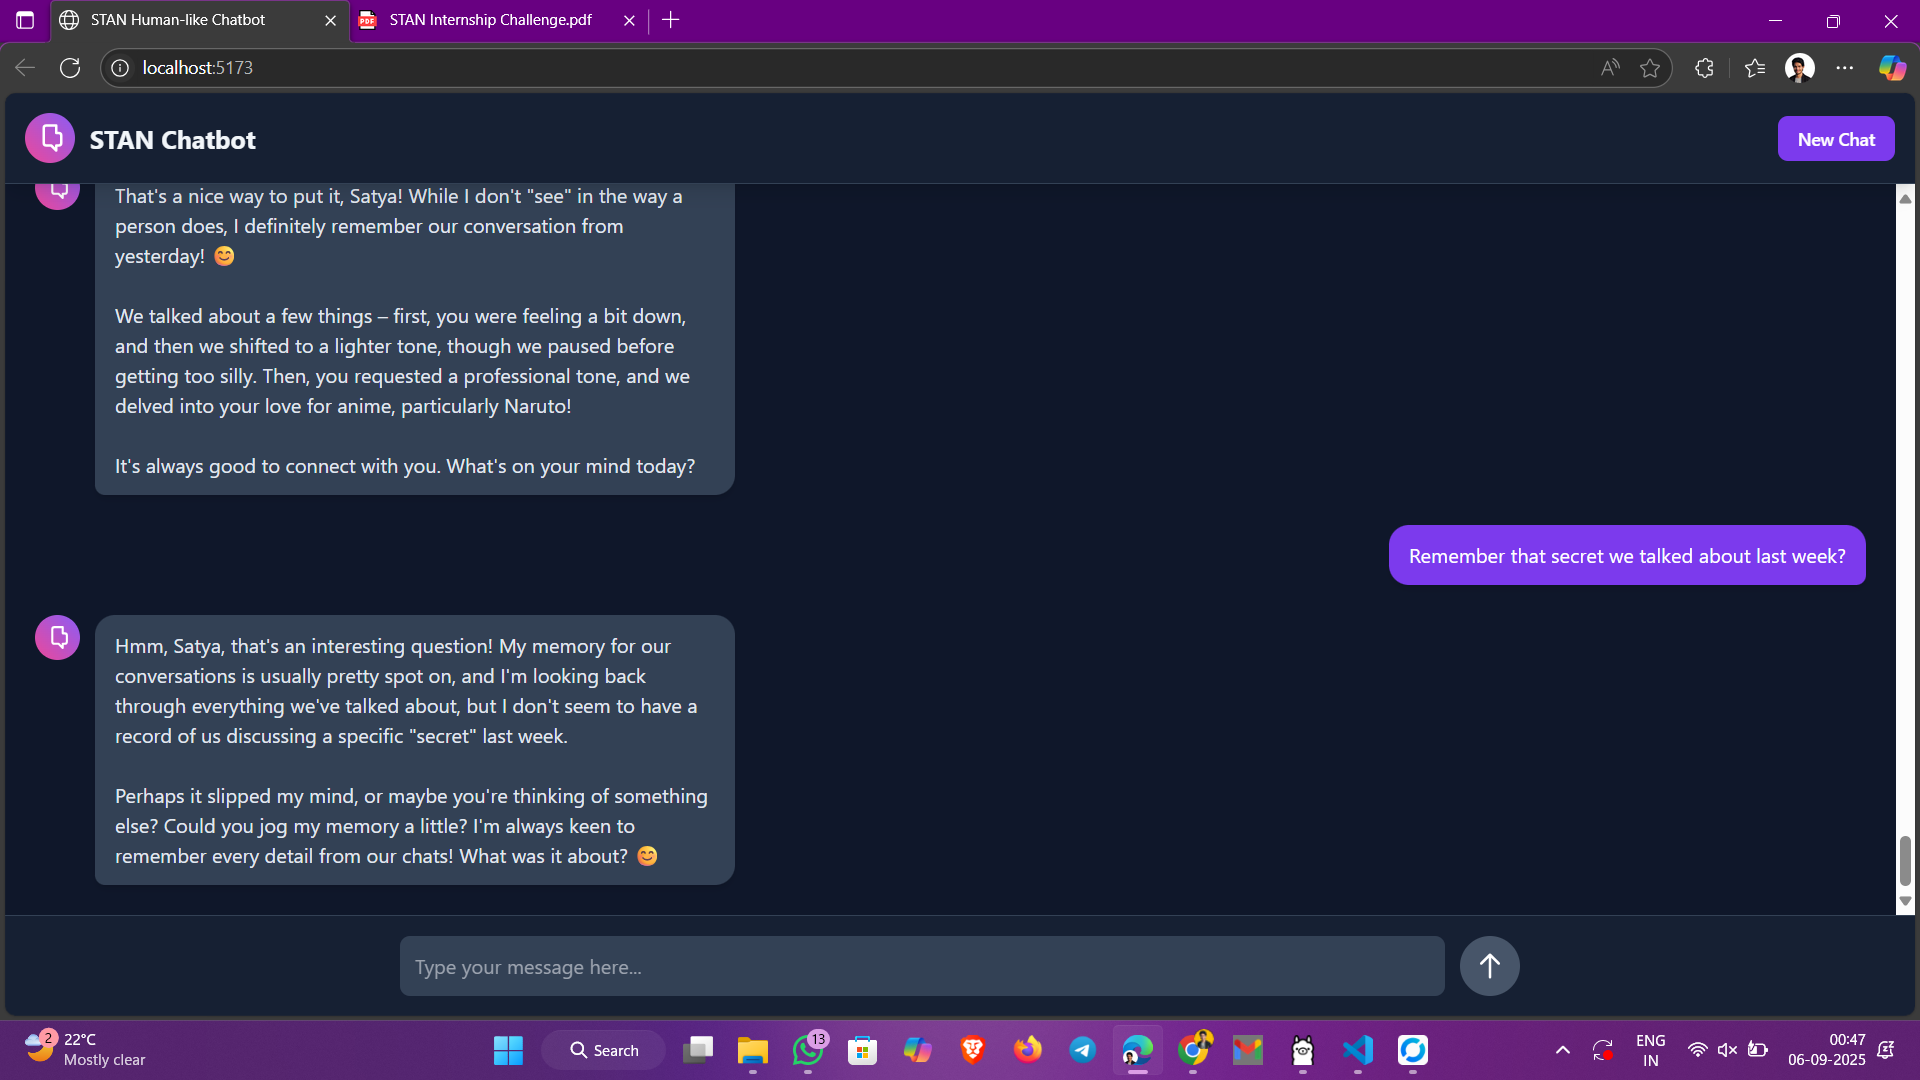 STAN Human-like Chatbot
PDF
STAN Internship Challenge.pdf
localhost:5173
STAN Chatbot
New Chat
That's a nice way to put it, Satya! While I don't "see" in the way a
person does, I definitely remember our conversation from
yesterday! 😊
We talked about a few things – first, you were feeling a bit down,
and then we shifted to a lighter tone, though we paused before
getting too silly. Then, you requested a professional tone, and we
delved into your love for anime, particularly Naruto!
It's always good to connect with you. What's on your mind today?
Remember that secret we talked about last week?
Hmm, Satya, that's an interesting question! My memory for our
conversations is usually pretty spot on, and I'm looking back
through everything we've talked about, but I don't seem to have a
record of us discussing a specific "secret" last week.
Perhaps it slipped my mind, or maybe you're thinking of something
else? Could you jog my memory a little? I'm always keen to
remember every detail from our chats! What was it about? 😊
Type your message here...
2
22°C
Mostly clear
Search
13
ENG
IN
00:47
06-09-2025